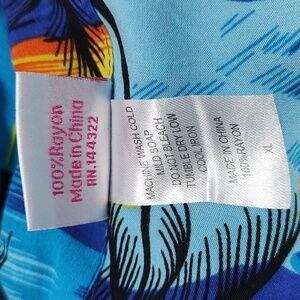 100%Rayon
Made in China
RN.144322
MACHINE WASH COLD
MILD SOAP
DO NOT BLEACH
TUMBLE DRY LOW
COOL IRON
MADE IN CHINA
100%RAYON
XL